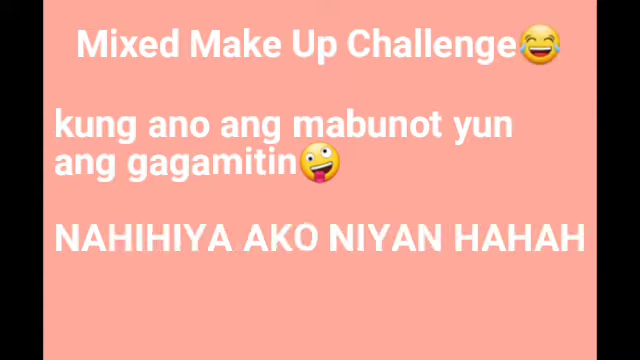 Mixed Make Up Challenge😂
kung ano ang mabunot yun
ang gagamitin🤪
NAHIHIYA AKO NIYAN HAHAH